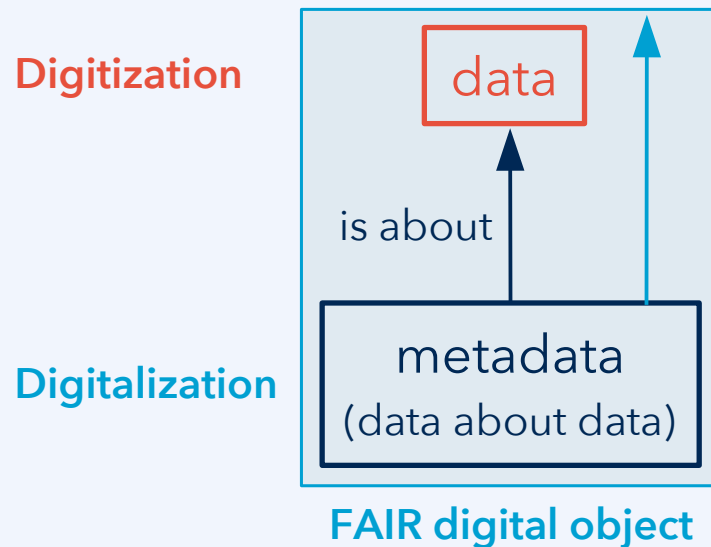 Digitization
data
is about
Digitalization
metadata
(data about data)
FAIR digital object